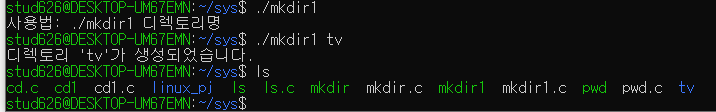 stud626@DESKTOP-UM67EMN:~/sys$ ./mkdir1
사용법: ./mkdir1 디렉토리명
stud626@DESKTOP-UM67EMN:~/sys$ ./mkdir1 tv
디렉토리 'tv'가 생성되었습니다.
stud626@DESKTOP-UM67EMN:~/sys$ ls
cd.c cd1 cd1.c linux_pj ls ls.c mkdir mkdir.c mkdir1 mkdir1.c pwd pwd.c tv
stud626@DESKTOP-UM67EMN:~/sys$